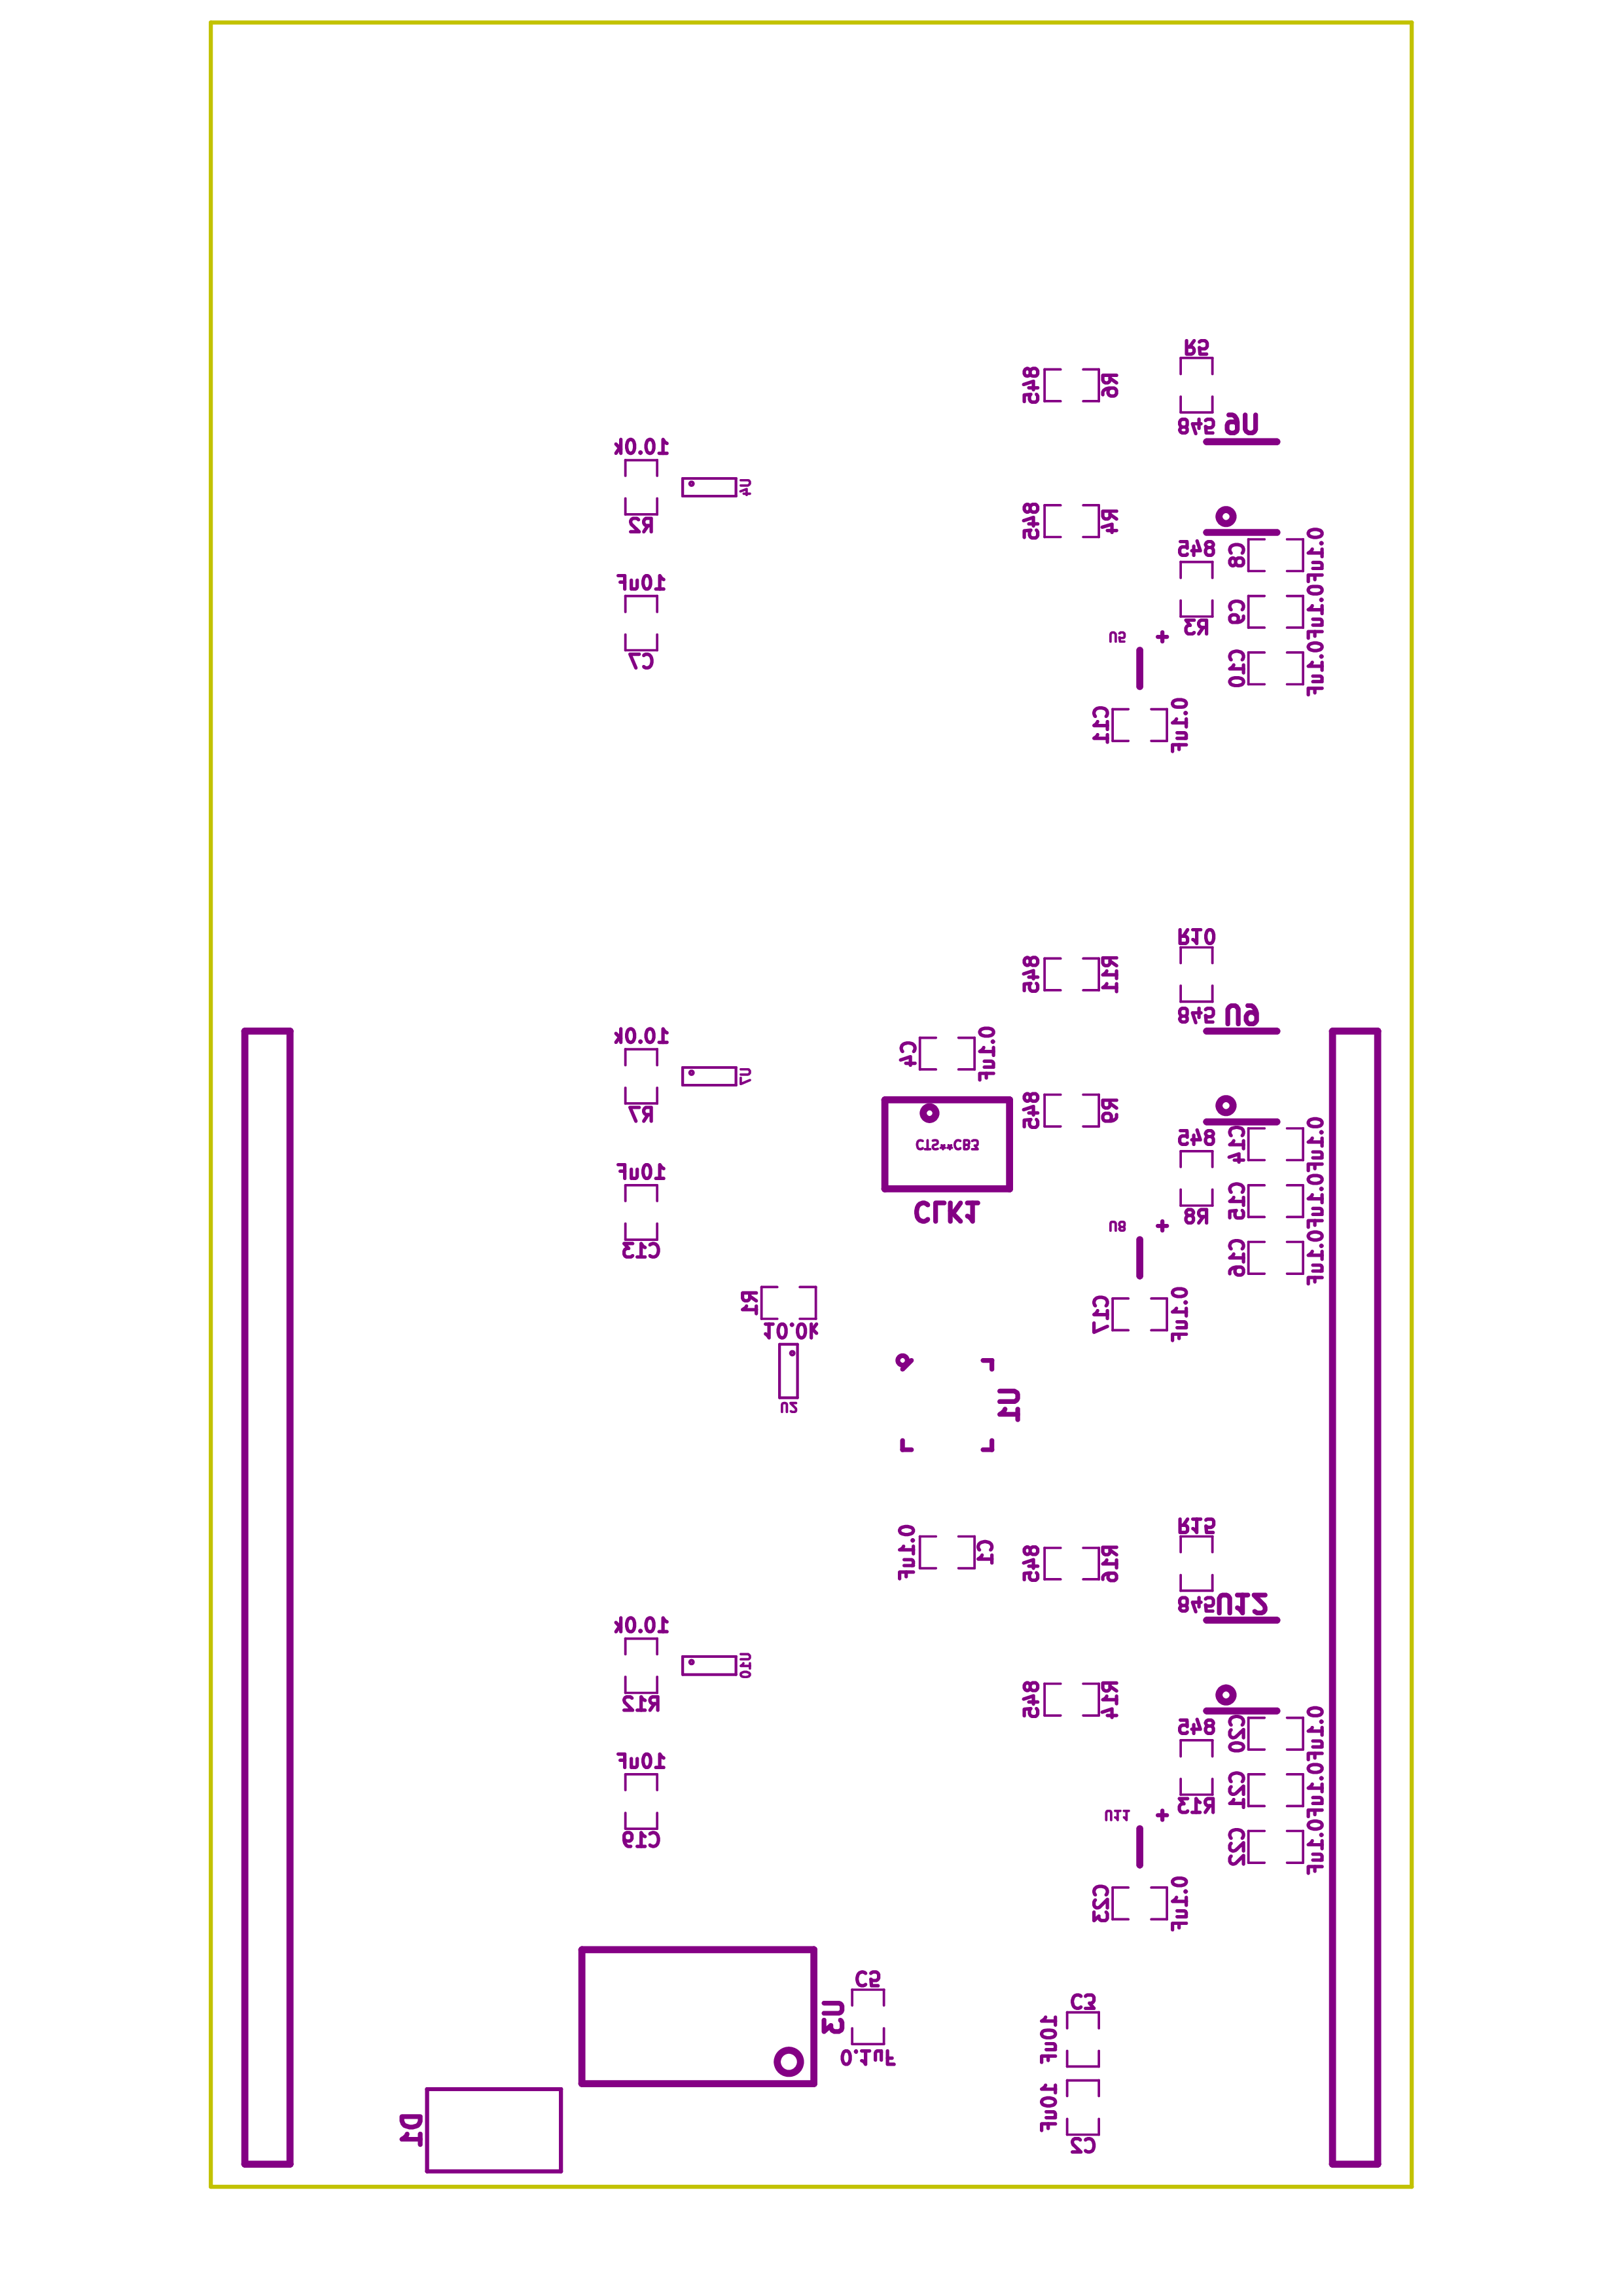 R5
845
R6
845
U6
10.0k
U4
R2
845
R4
845
C8
0.1uF
10uF
C9
0.1uF
R3
U5
+
C7
C10
0.1uF
C11
0.1uF
R10
845
R11
845
U9
10.0k
C4
0.1uF
U7
R7
845
R9
845
C14
0.1uF
CTS**CB3
10uF
C15
0.1uF
CLK1
R8
U8
+
C13
C16
0.1uF
R1
C17
0.1uF
10.0k
U1
U2
R15
0.1uF
C1
845
R16
845
U12
10.0k
U10
R12
845
R14
845
C20
0.1uF
10uF
C21
0.1uF
R13
U11
+
C19
C22
0.1uF
C23
0.1uF
C5
C3
U3
10uF
0.1uF
10uF
D1
C2